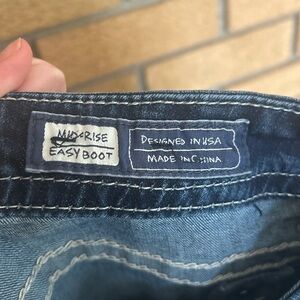 MID-RISE
EASY BOOT
DESIGNED IN USA
MADE IN CHINA